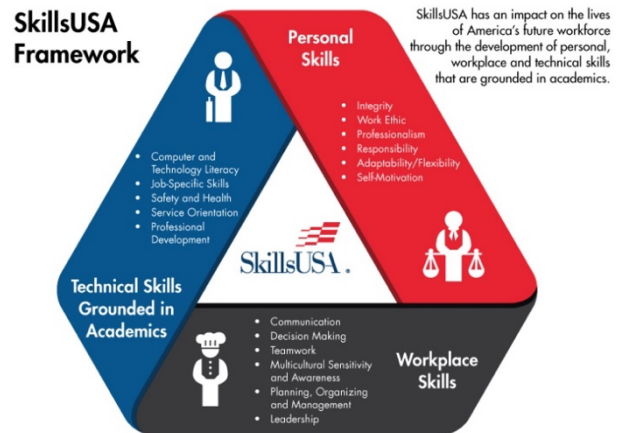 SkillsUSA
Framework
SkillsUSA has an impact on the lives
of America's future workforce
through the development of personal,
workplace and technical skills
that are grounded in academics.
Personal
Skills
• Integrity
• Work Ethic
• Professionalism
• Responsibility
• Adaptability/Flexibility
• Self-Motivation
• Computer and
Technology Literacy
• Job-Specific Skills
• Safety and Health
• Service Orientation
• Professional
Development
Technical Skills
Grounded in
Academics
SkillsUSA.
• Communication
• Decision Making
• Teamwork
• Multicultural Sensitivity
and Awareness
• Planning, Organizing
and Management
• Leadership
Workplace
Skills